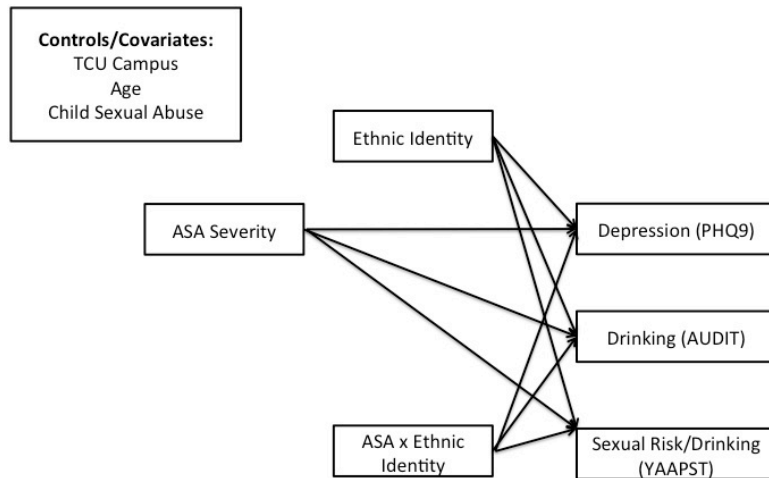 Controls/Covariates:
TCU Campus
Age
Child Sexual Abuse
Ethnic Identity
ASA Severity
Depression (PHQ9)
Drinking (AUDIT)
ASA x Ethnic
Identity
Sexual Risk/Drinking
(YAAPST)